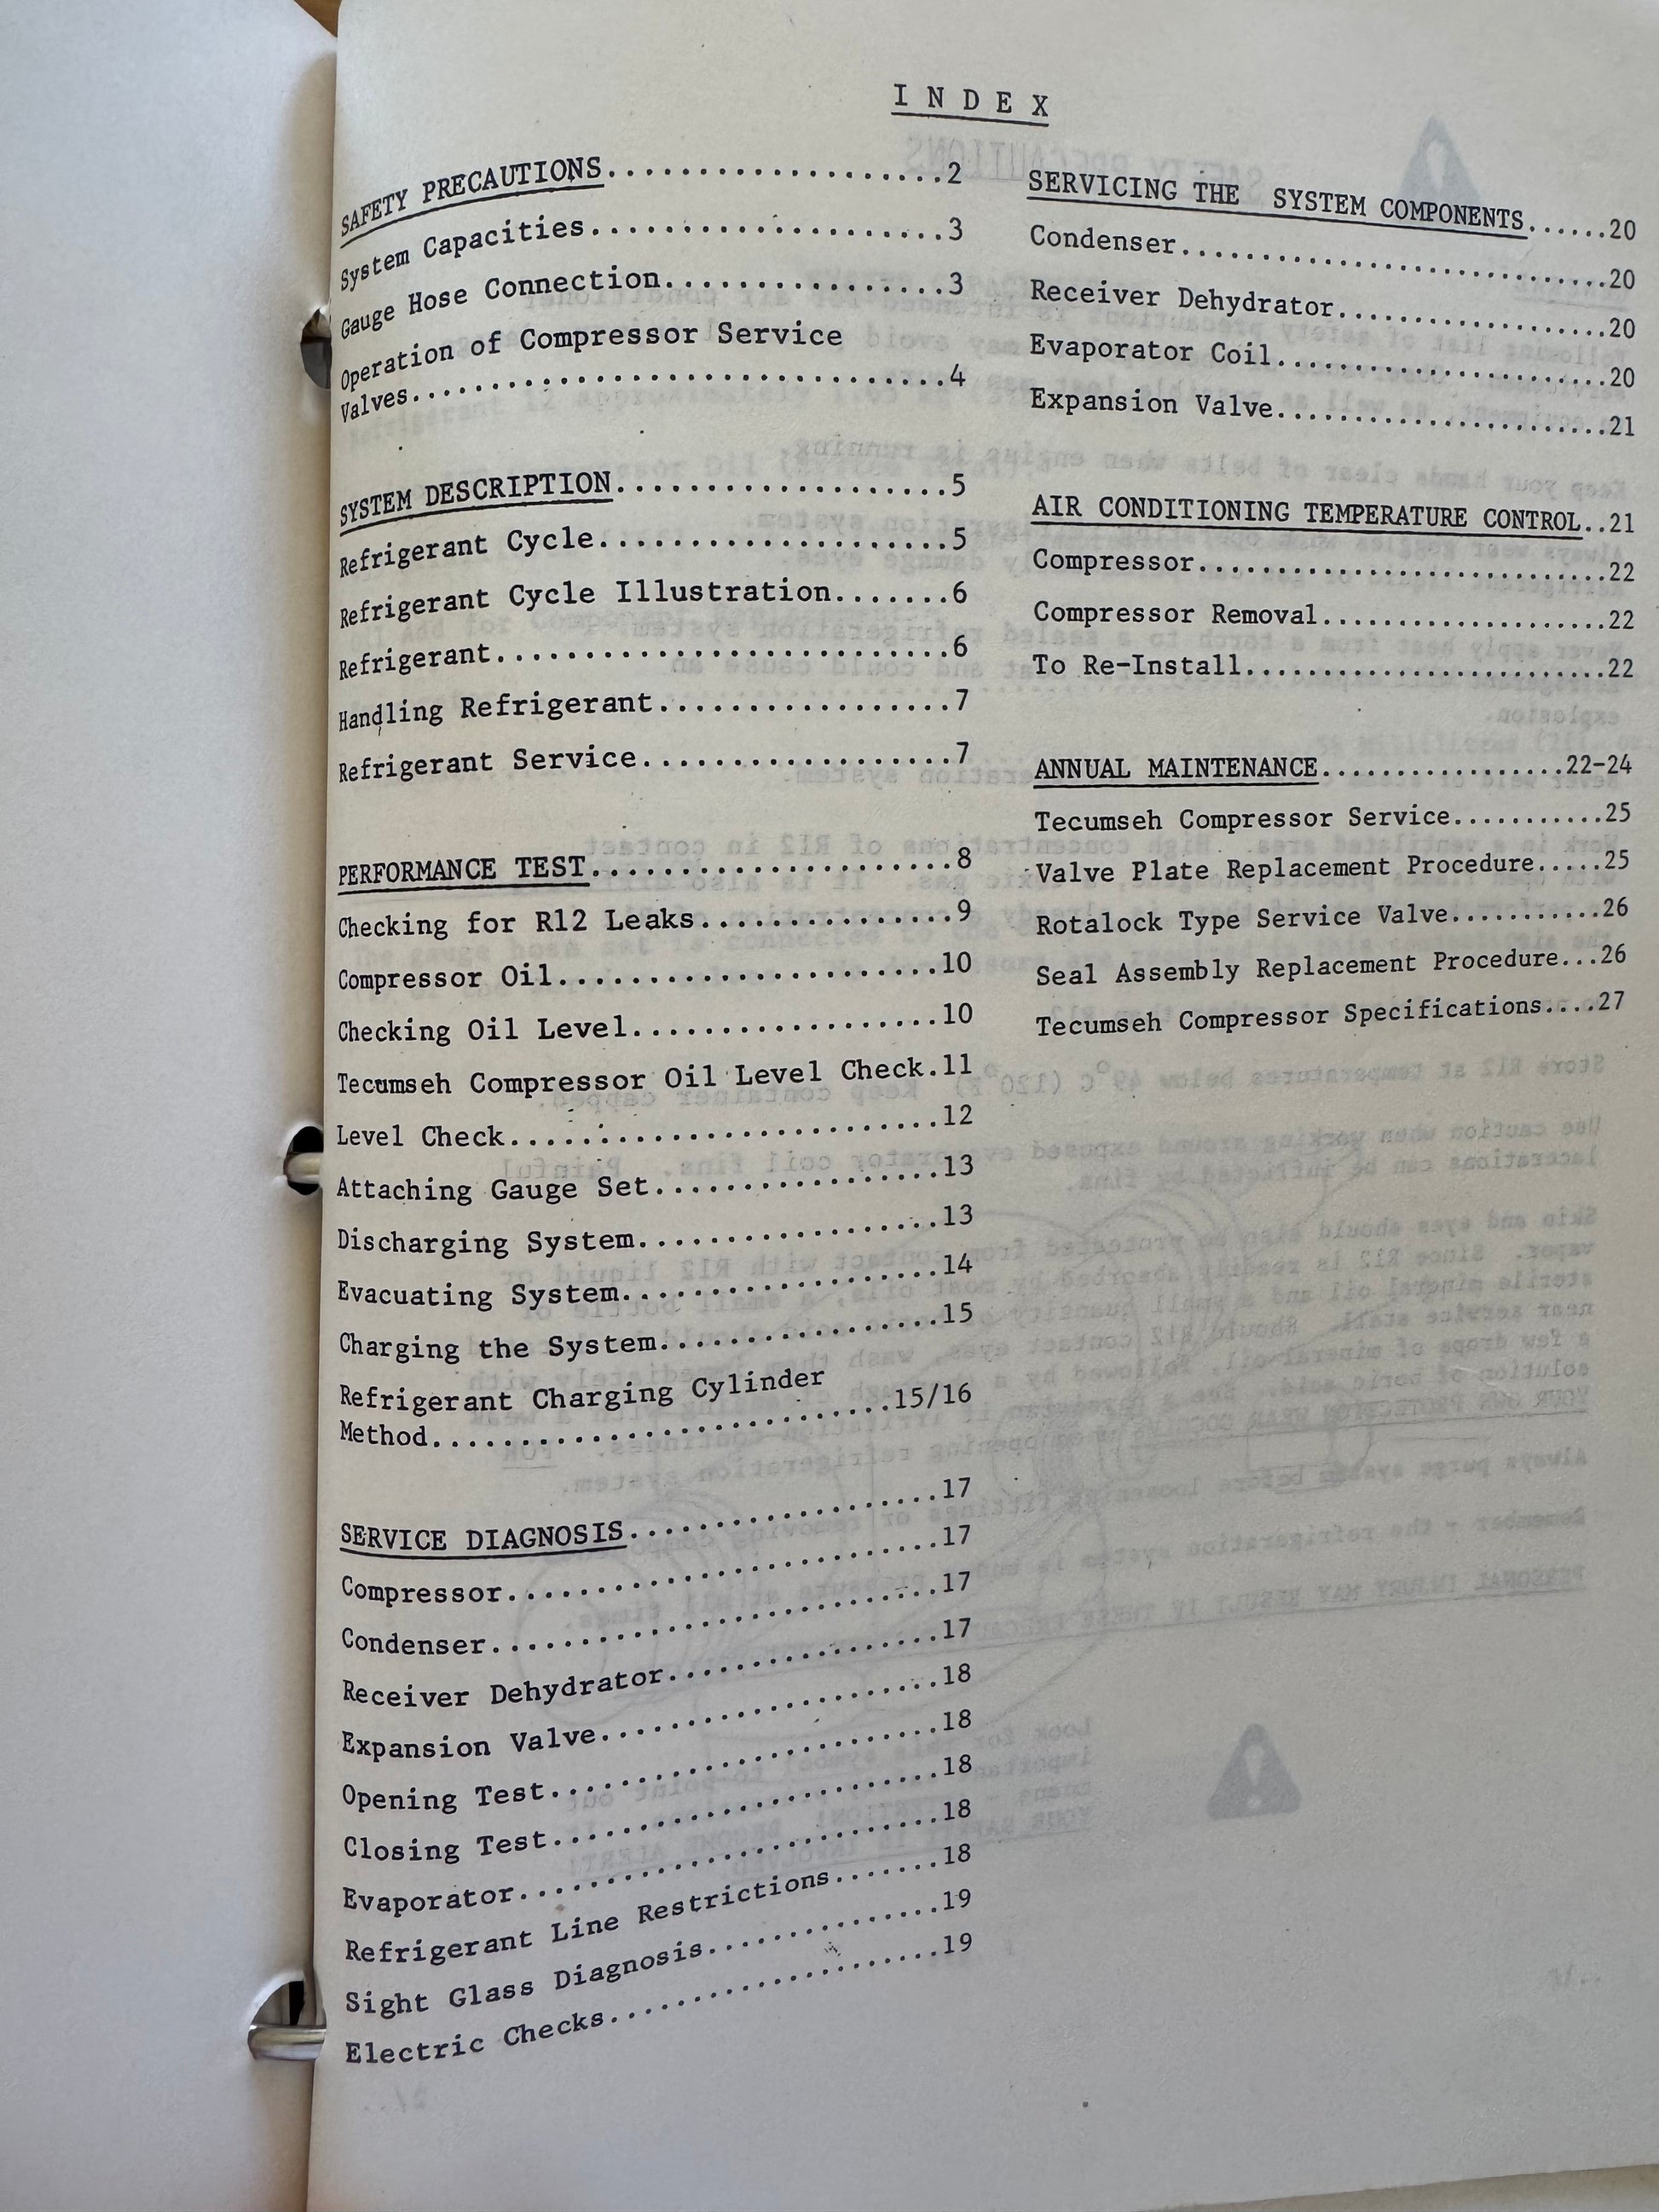 I N D E X
SAFETY PRECAUTIONS...................2
System Capacities....................3
Gauge Hose Connection................3
Operation of Compressor Service
Valves..............................4
SYSTEM DESCRIPTION...................5
Refrigerant Cycle....................5
Refrigerant Cycle Illustration.......6
Refrigerant..........................6
Handling Refrigerant.................7
Refrigerant Service..................7
PERFORMANCE TEST.....................8
Checking for R12 Leaks...............9
Compressor Oil......................10
Checking Oil Level..................10
Tecumseh Compressor Oil Level Check.11
Level Check.........................12
Attaching Gauge Set.................13
Discharging System..................13
Evacuating System...................14
Charging the System.................15
Refrigerant Charging Cylinder
Method...........................15/16
SERVICE DIAGNOSIS...................17
Compressor..........................17
Condenser...........................17
Receiver Dehydrator.................17
Expansion Valve.....................18
Opening Test........................18
Closing Test........................18
Evaporator..........................18
Refrigerant Line Restrictions.......18
Sight Glass Diagnosis...............19
Electric Checks.....................19
SERVICING THE SYSTEM COMPONENTS......20
Condenser............................20
Receiver Dehydrator..................20
Evaporator Coil......................20
Expansion Valve......................21
AIR CONDITIONING TEMPERATURE CONTROL..21
Compressor............................22
Compressor Removal....................22
To Re-Install.........................22
ANNUAL MAINTENANCE.................22-24
Tecumseh Compressor Service...........25
Valve Plate Replacement Procedure.....25
Rotalock Type Service Valve...........26
Seal Assembly Replacement Procedure...26
Tecumseh Compressor Specifications....27